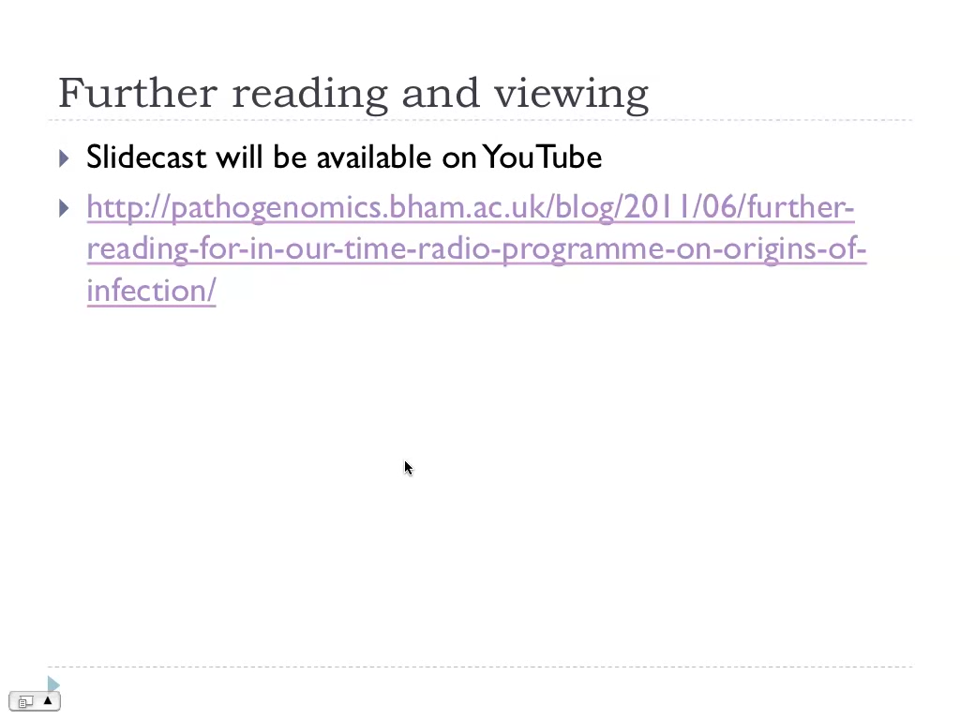 Further reading and viewing
Slidecast will be available on YouTube
http://pathogenomics.bham.ac.uk/blog/2011/06/further-
reading-for-in-our-time-radio-programme-on-origins-of-
infection/